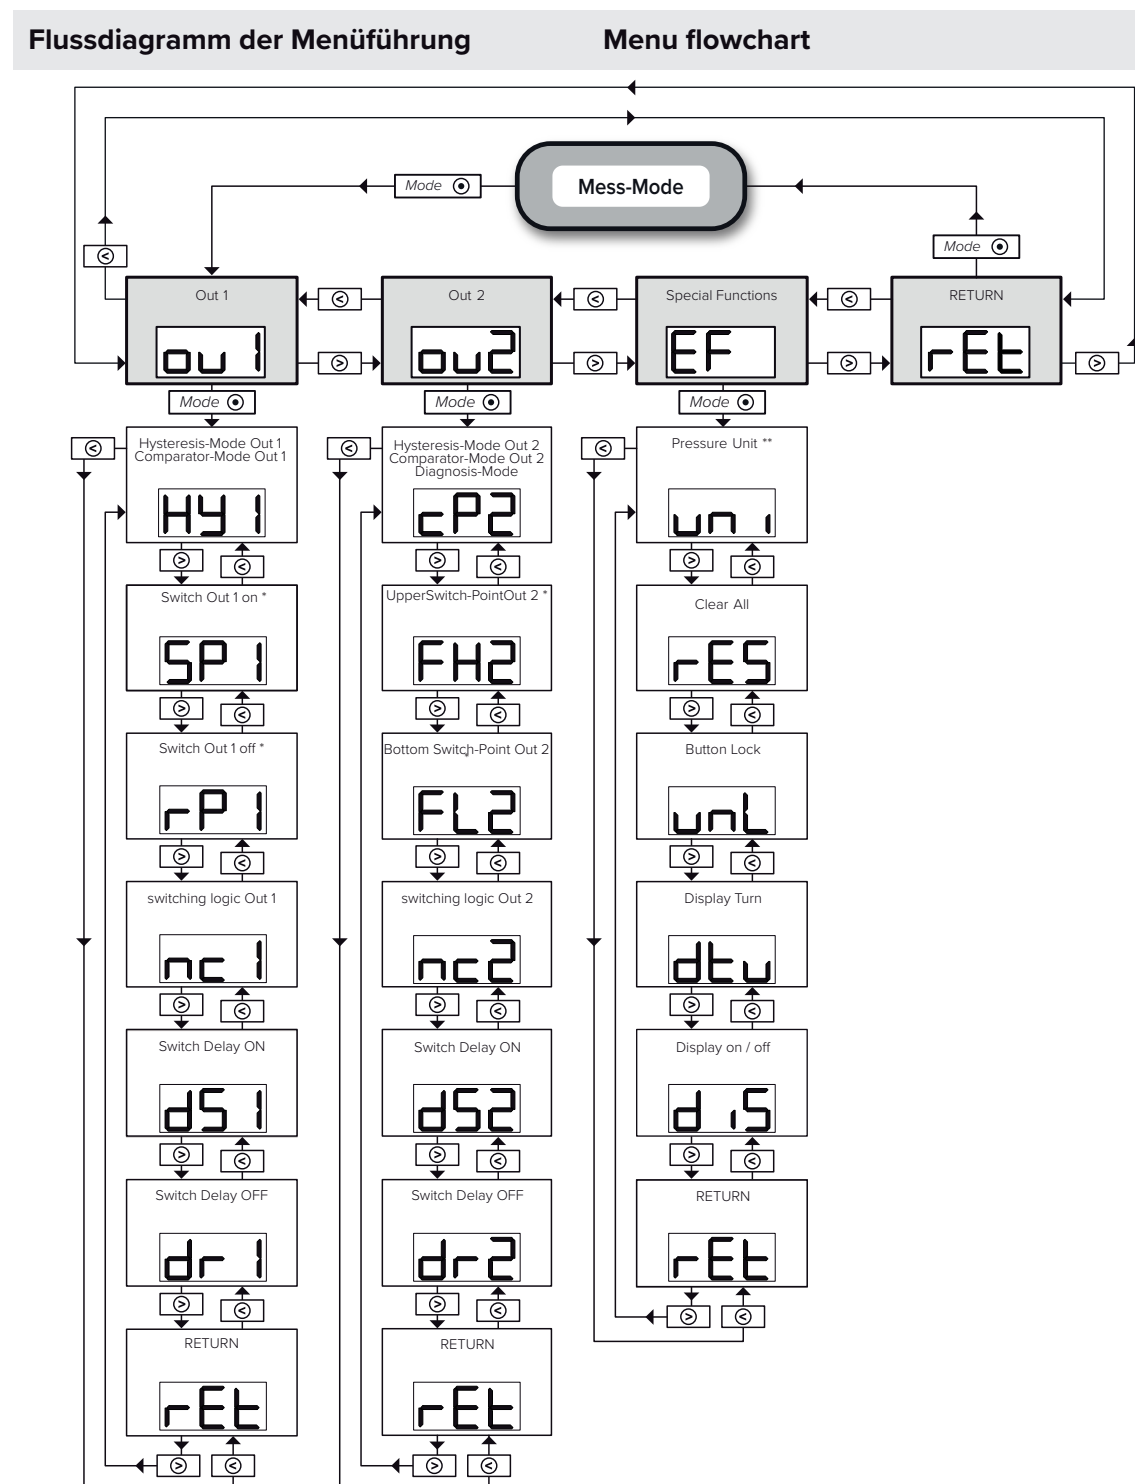 Flussdiagramm der Menüführung
Menu flowchart
Mode
Mess-Mode
<
Mode
Out 1
ou1
<
>
Out 2
ou2
<
>
Special Functions
EF
<
>
RETURN
rEt
>
Mode
Mode
Mode
<
Hysteresis-Mode Out 1
Comparator-Mode Out 1
HY1
>
<
Switch Out 1 on *
SP1
>
<
Switch Out 1 off *
rP1
>
<
switching logic Out 1
nc1
>
<
Switch Delay ON
dS1
>
<
Switch Delay OFF
dr1
>
<
RETURN
rEt
>
<
<
Hysteresis-Mode Out 2
Comparator-Mode Out 2
Diagnosis-Mode
cP2
>
<
UpperSwitch-PointOut 2 *
FH2
>
<
Bottom Switch-Point Out 2
*
FL2
>
<
switching logic Out 2
nc2
>
<
Switch Delay ON
dS2
>
<
Switch Delay OFF
dr2
>
<
RETURN
rEt
>
<
<
Pressure Unit **
uni
>
<
Clear All
rES
>
<
Button Lock
unL
>
<
Display Turn
dtu
>
<
Display on / off
diS
>
<
RETURN
rEt
>
<